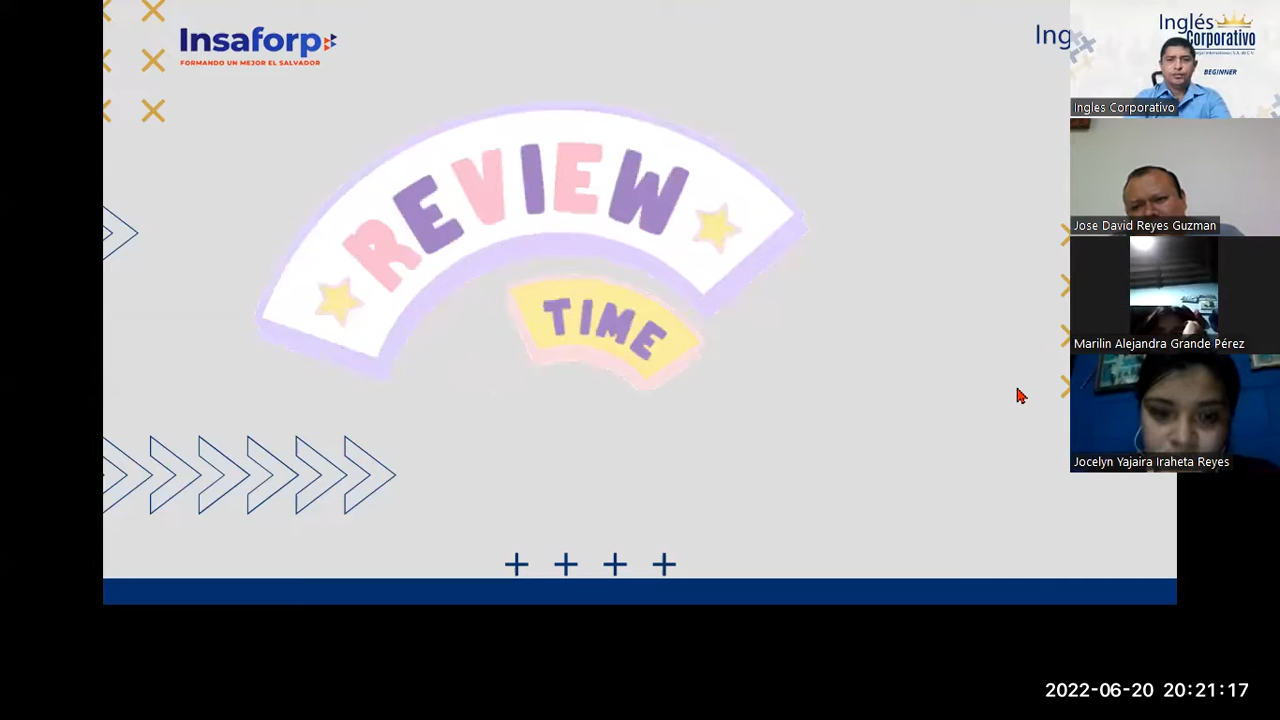 Insaforp
FORMANDO UN MEJOR EL SALVADOR
Ing
Inglés
Corporativo
BEGINNER
Ingles Corporativo
REVIEW
TIME
Jose David Reyes Guzman
Marilin Alejandra Grande Pérez
Jocelyn Yajaira Iraheta Reyes
2022-06-20 20:21:17